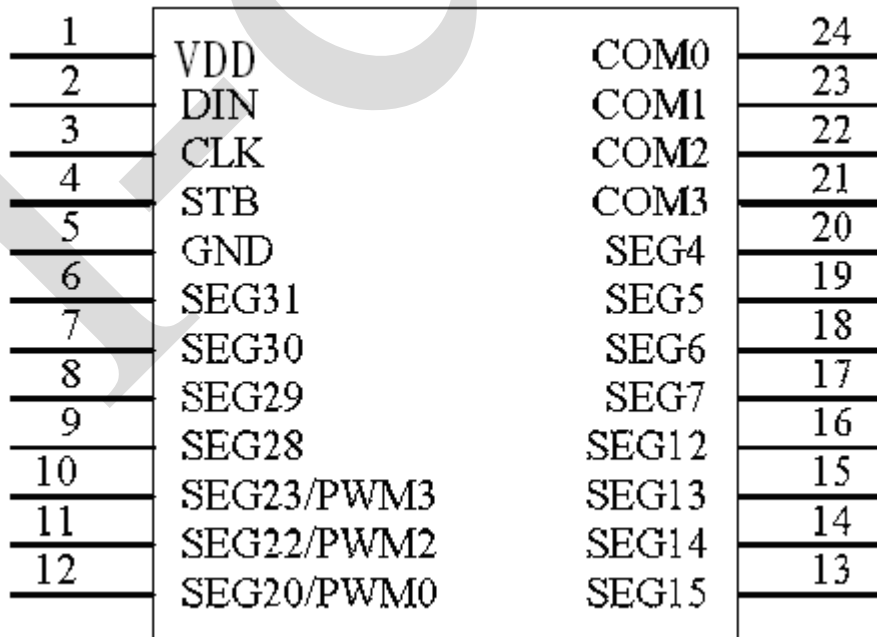 1 VDD COM0 24
2 DIN COM1 23
3 CLK COM2 22
4 STB COM3 21
5 GND SEG4 20
6 SEG31 SEG5 19
7 SEG30 SEG6 18
8 SEG29 SEG7 17
9 SEG28 SEG12 16
10 SEG23/PWM3 SEG13 15
11 SEG22/PWM2 SEG14 14
12 SEG20/PWM0 SEG15 13